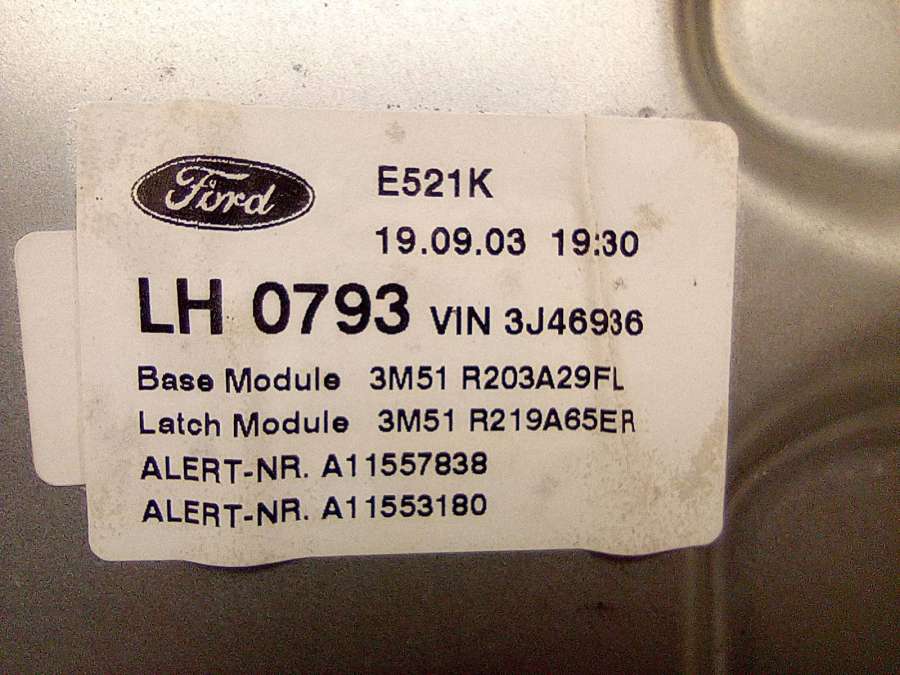 Ford
E521K
19.09.03 19:30
LH 0793 VIN 3J46936
Base Module 3M51 R203A29FL
Latch Module 3M51 R219A65ER
ALERT-NR. A11557838
ALERT-NR. A11553180